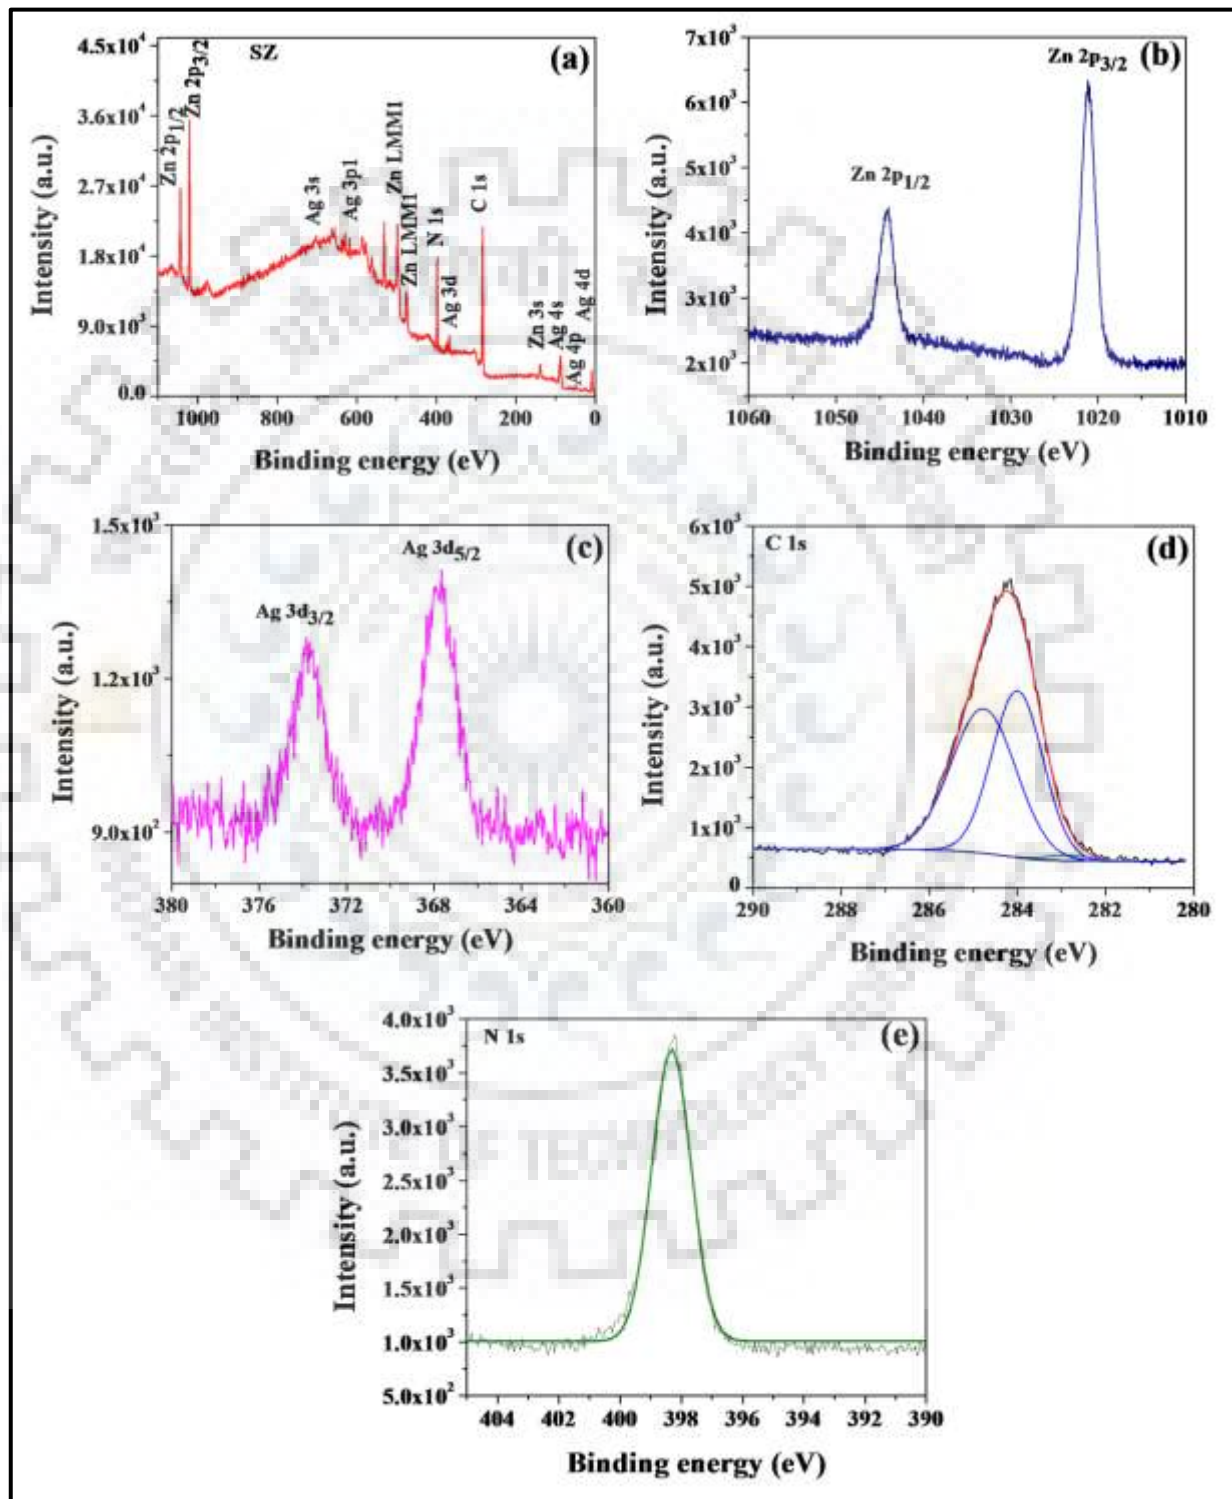 SZ
(a)
Intensity (a.u.)
4.5x10⁴
3.6x10⁴
2.7x10⁴
1.8x10⁴
9.0x10³
0.0
Zn 2p1/2
Zn 2p3/2
Ag 3s
Ag 3p1
Zn LMM1
Zn LMM1
N 1s
Ag 3d
C 1s
Zn 3s
Ag 4s
Ag 4p
Ag 4d
1000 800 600 400 200 0
Binding energy (eV)
(b)
Intensity (a.u.)
7x10³
6x10³
5x10³
4x10³
3x10³
2x10³
Zn 2p1/2
Zn 2p3/2
1060 1050 1040 1030 1020 1010
Binding energy (eV)
(c)
Intensity (a.u.)
1.5x10³
1.2x10³
9.0x10²
Ag 3d3/2
Ag 3d5/2
380 376 372 368 364 360
Binding energy (eV)
C 1s
(d)
Intensity (a.u.)
6x10³
5x10³
4x10³
3x10³
2x10³
1x10³
0
290 288 286 284 282 280
Binding energy (eV)
N 1s
(e)
Intensity (a.u.)
4.0x10³
3.5x10³
3.0x10³
2.5x10³
2.0x10³
1.5x10³
1.0x10³
5.0x10²
404 402 400 398 396 394 392 390
Binding energy (eV)